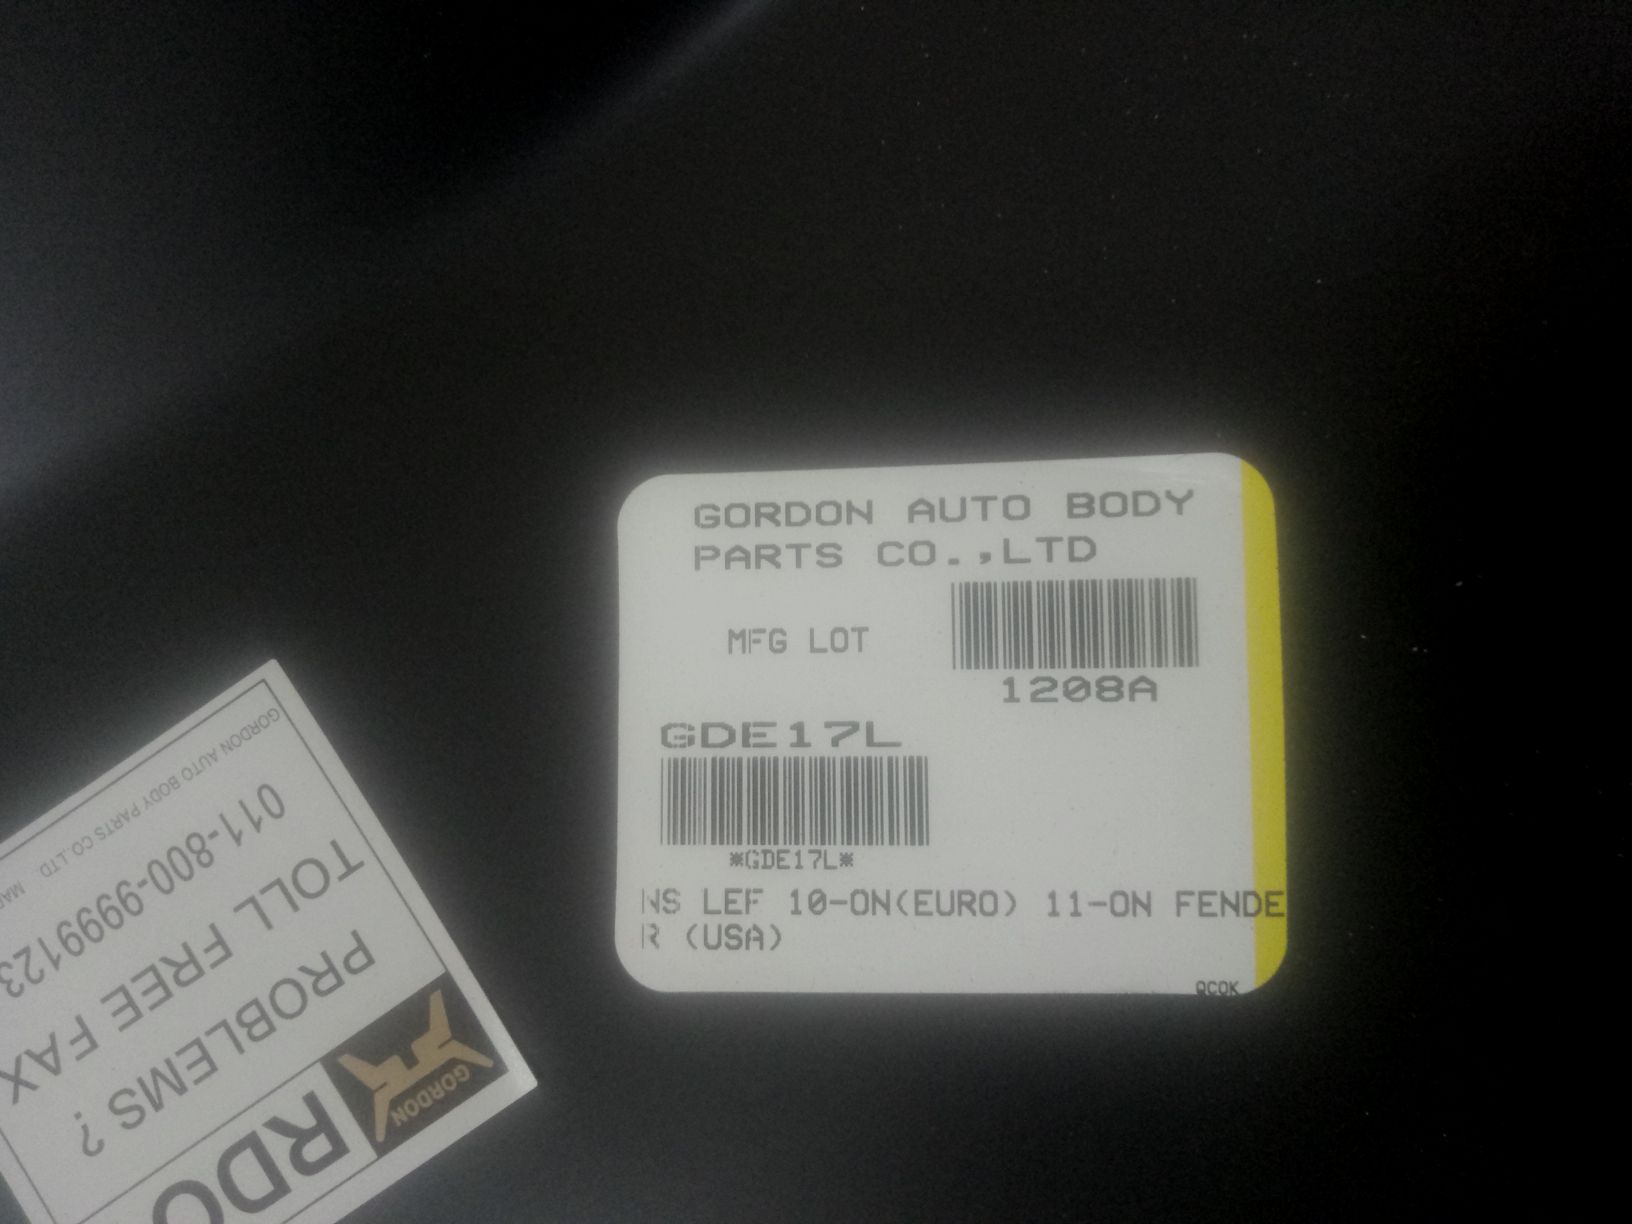 GORDON AUTO BODY
PARTS CO.,LTD
MFG LOT
1208A
GDE17L
*GDE17L*
NS LEF 10-ON(EURO) 11-ON FENDE
R (USA)
QCOK
RDO
GORDON
PROBLEMS ?
TOLL FREE FAX
011-800-9999123
GORDON AUTO BODY PARTS CO.,LTD